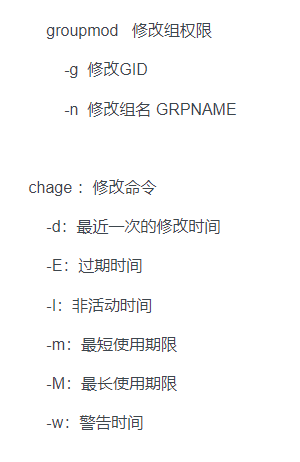 groupmod 修改组权限
-g 修改GID
-n 修改组名 GRPNAME
chage ：修改命令
-d：最近一次的修改时间
-E：过期时间
-I：非活动时间
-m：最短使用期限
-M：最长使用期限
-w：警告时间